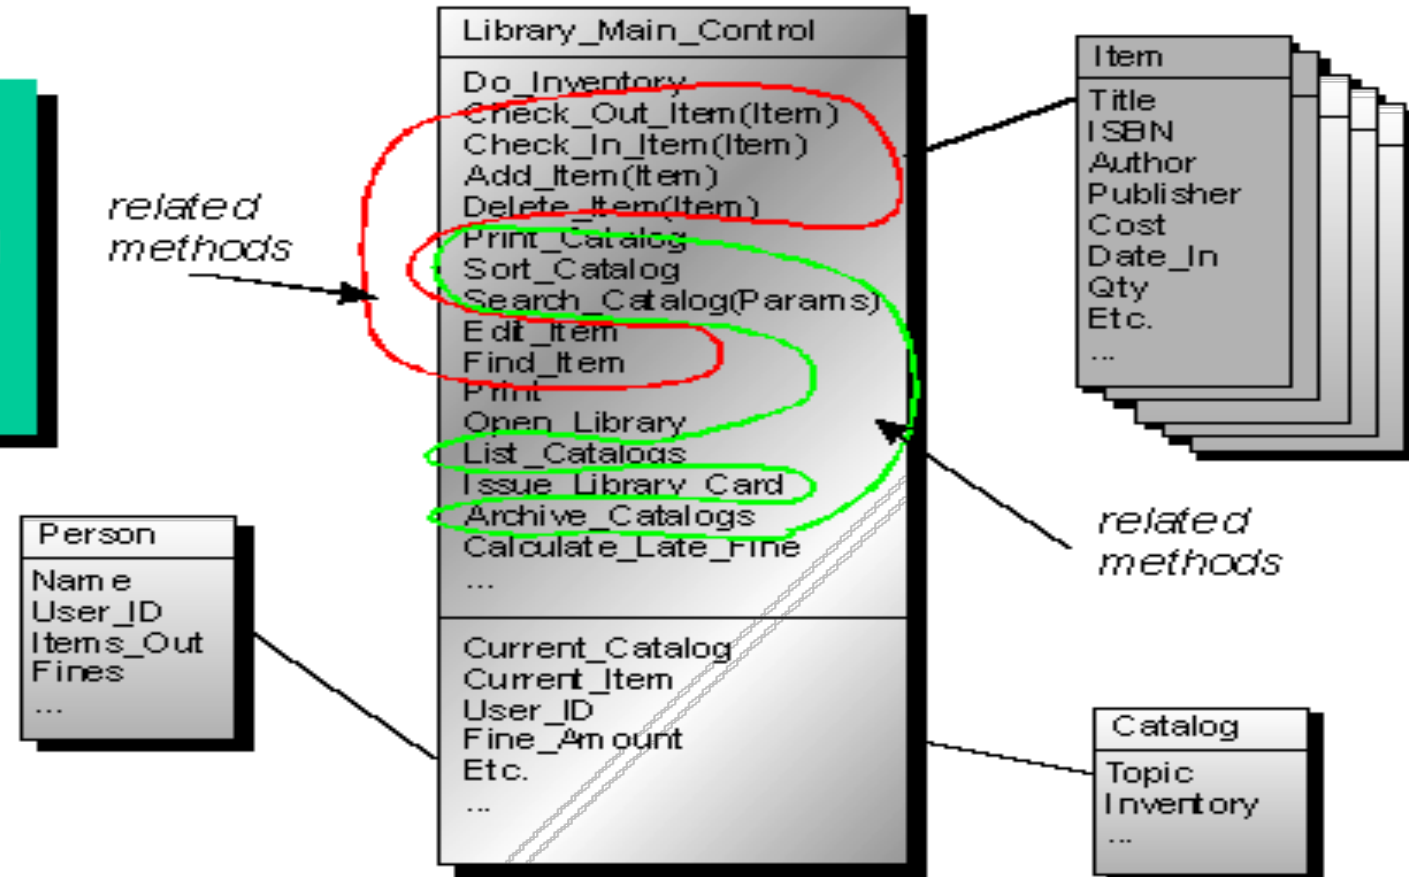 Library_Main_Control
Do_Inventory
Check_Out_Item(Item)
Check_In_Item(Item)
Add_Item(Item)
Delete_Item(Item)
Print_Catalog
Sort_Catalog
Search_Catalog(Params)
Edit_Item
Find_Item
Print
Open_Library
List_Catalogs
Issue_Library_Card
Archive_Catalogs
Calculate_Late_Fine
...
Current_Catalog
Current_Item
User_ID
Fine_Amount
Etc.
...
related
methods
Item
Title
ISBN
Author
Publisher
Cost
Date_In
Qty
Etc.
...
related
methods
Person
Name
User_ID
Items_Out
Fines
...
Catalog
Topic
Inventory
...